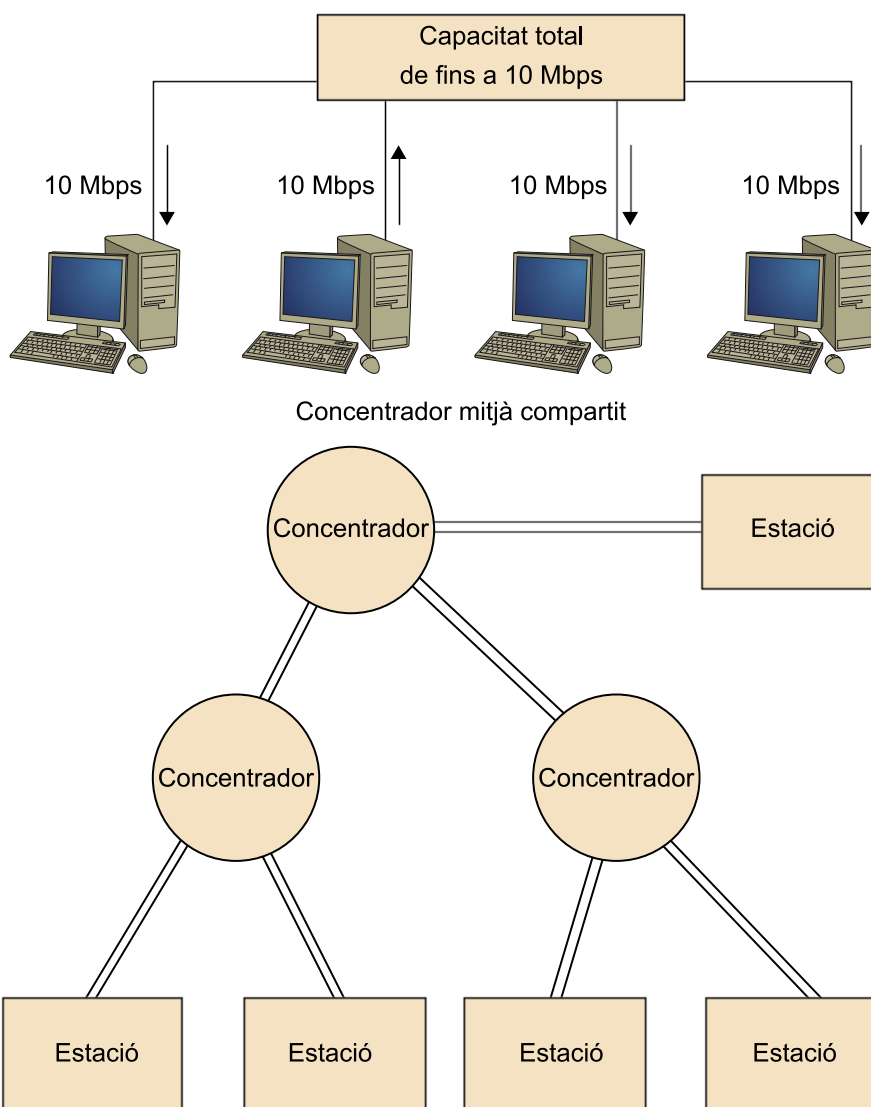 Capacitat total
de fins a 10 Mbps
10 Mbps
10 Mbps
10 Mbps
10 Mbps
Concentrador mitjà compartit
Concentrador
Estació
Concentrador
Concentrador
Estació
Estació
Estació
Estació